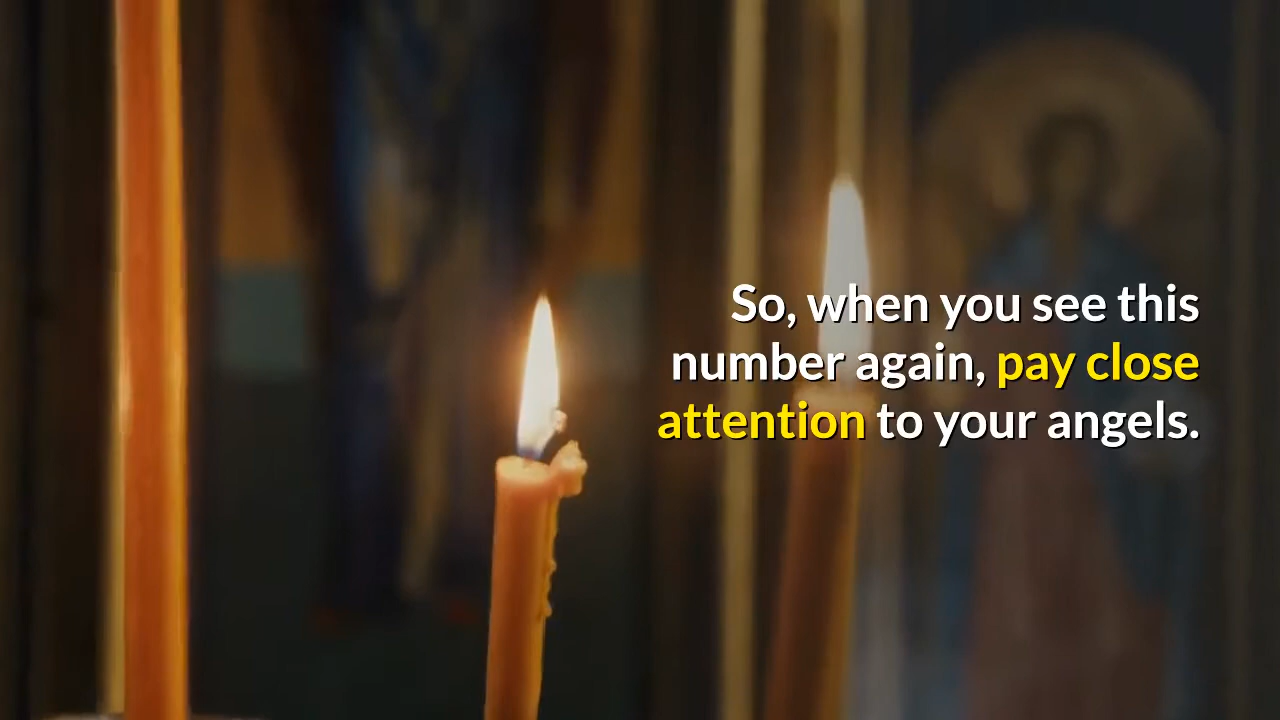 So, when you see this
number again, pay close
attention to your angels.